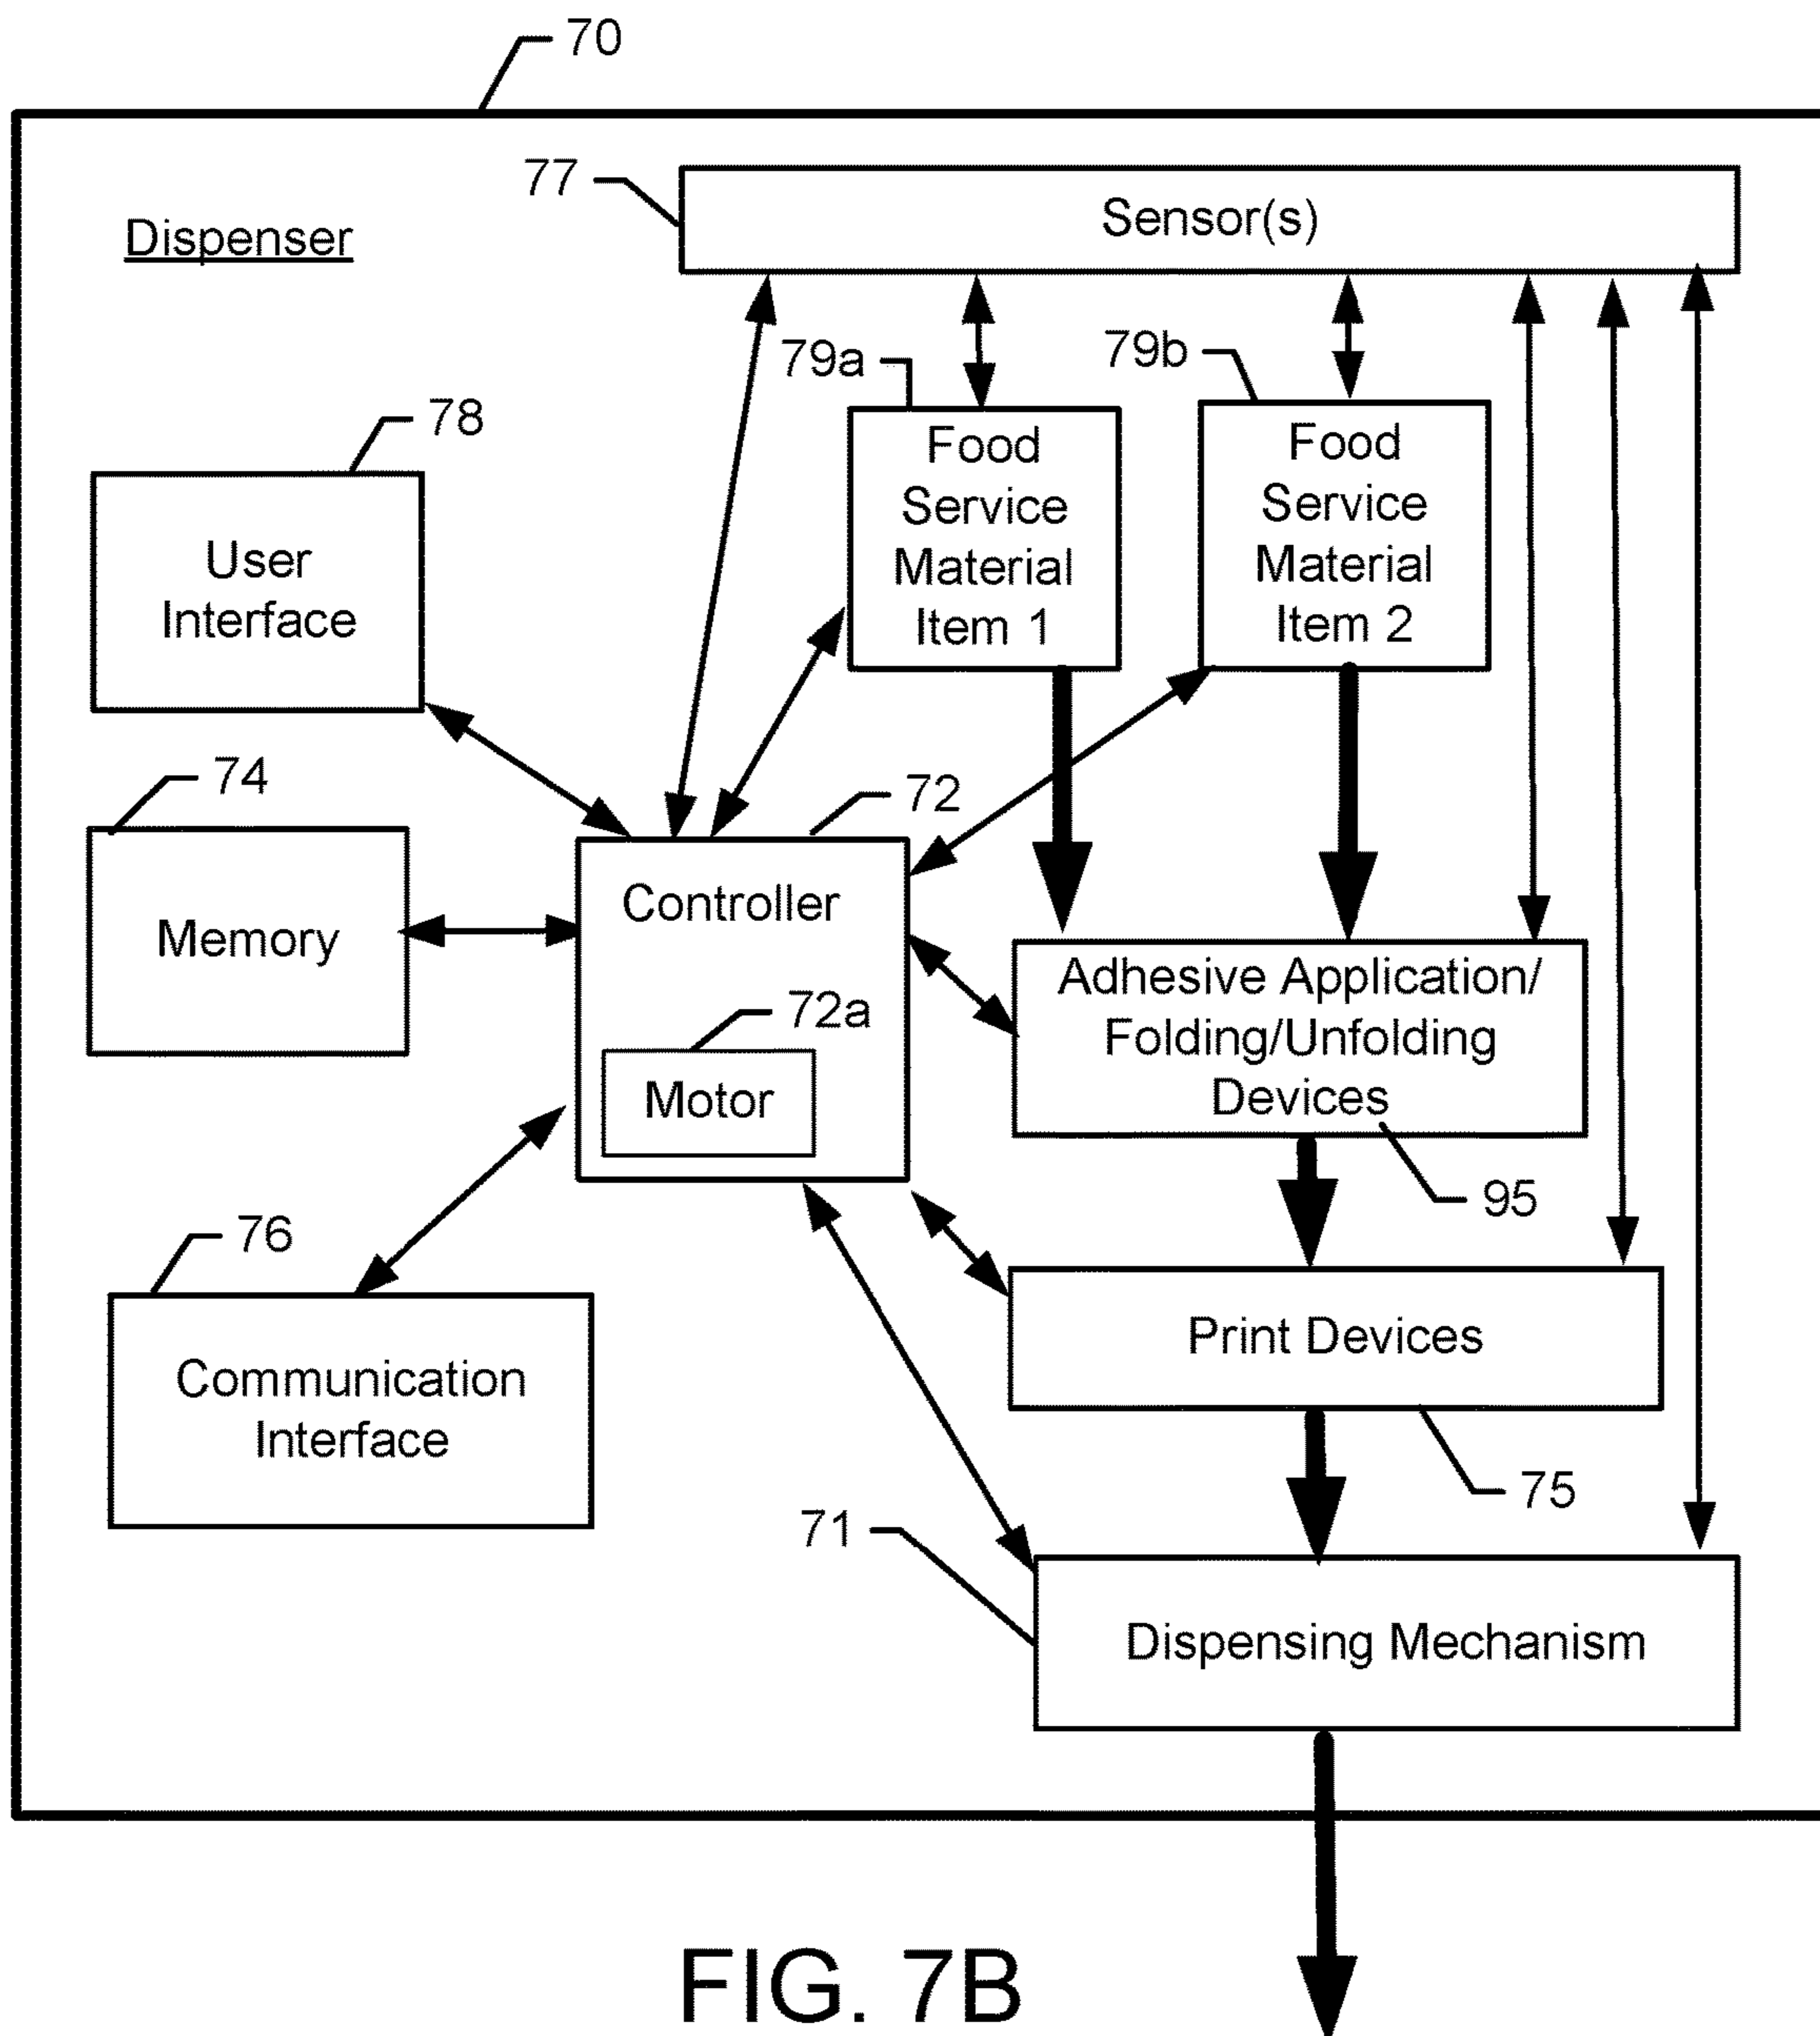 70
77
Sensor(s)
Dispenser
79a
79b
78
Food
Service
Material
Item 1
Food
Service
Material
Item 2
User
Interface
74
72
Memory
Controller
72a
Motor
Adhesive Application/
Folding/Unfolding
Devices
95
76
Communication
Interface
Print Devices
75
71
Dispensing Mechanism
FIG. 7B